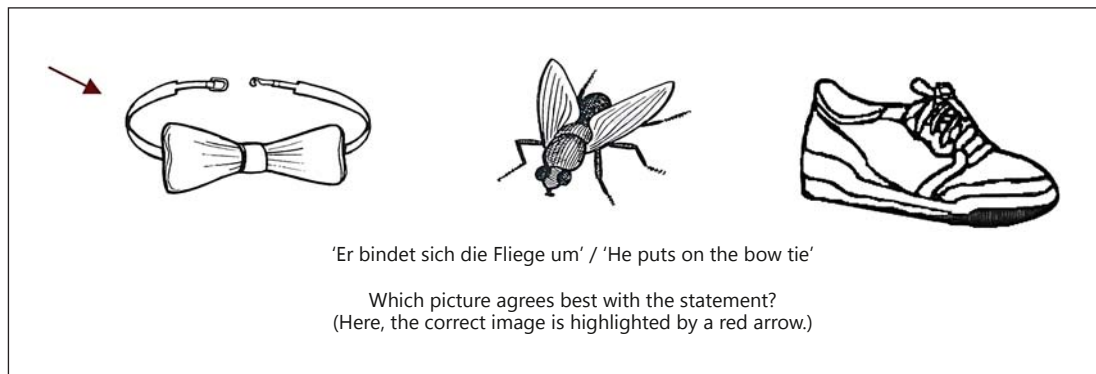 ‘Er bindet sich die Fliege um‘ / ‘He puts on the bow tie’
Which picture agrees best with the statement?
(Here, the correct image is highlighted by a red arrow.)